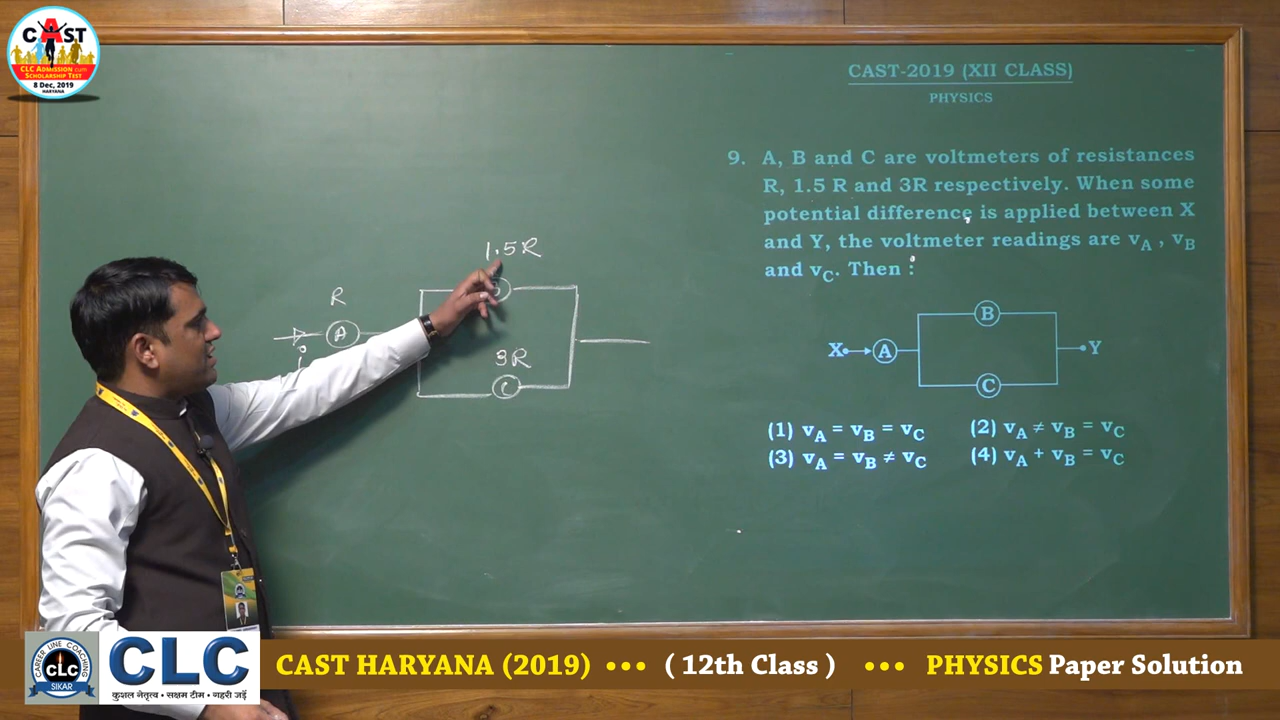 CAST
CLC ADMISSION CUM
SCHOLARSHIP TEST
8 Dec, 2019
HARYANA
CAST-2019 (XII CLASS)
PHYSICS
9. A, B and C are voltmeters of resistances
R, 1.5 R and 3R respectively. When some
potential difference is applied between X
and Y, the voltmeter readings are vA , vB
and vC. Then :
X A B C Y
(1) vA = vB = vC (2) vA ≠ vB = vC
(3) vA = vB ≠ vC (4) vA + vB = vC
1.5R
R
A
3R
C
CAREER LINE COACHING
CLC
SIKAR
CLC
कुशल नेतृत्व • सक्षम टीम • गहरी जड़ें
CAST HARYANA (2019) ••• ( 12th Class ) ••• PHYSICS Paper Solution